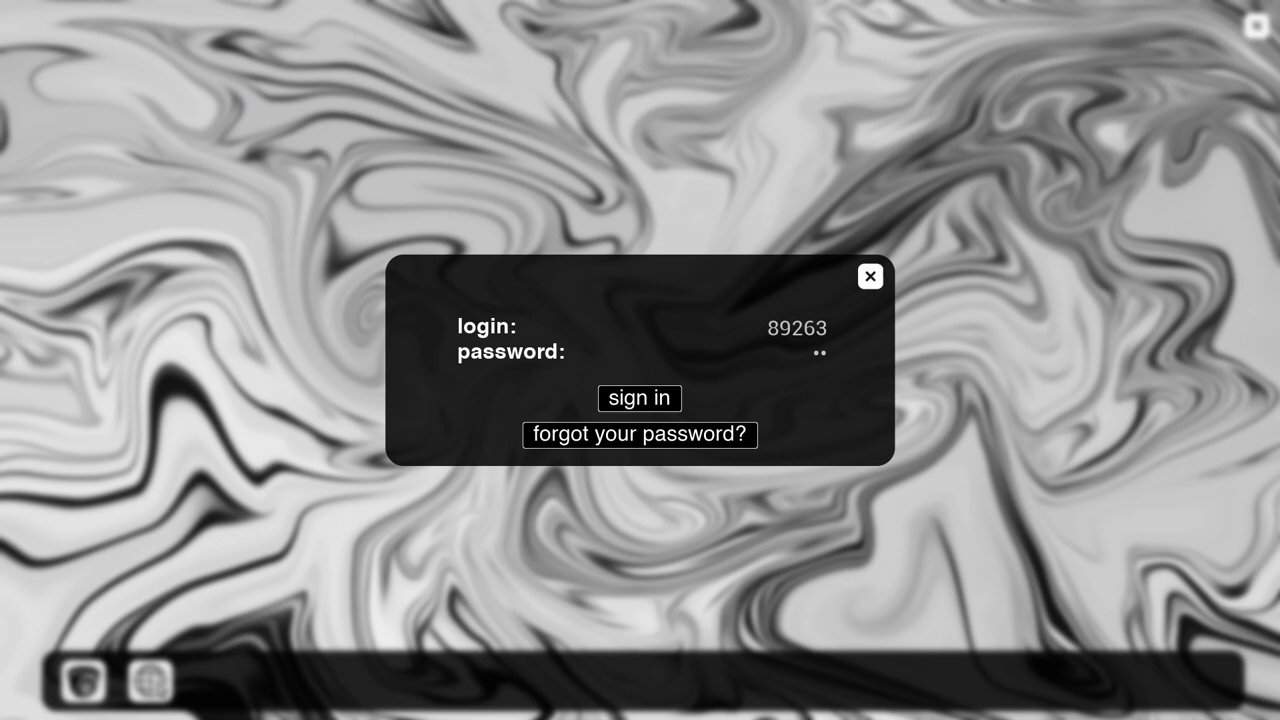 login: 89263
password: ••
sign in
forgot your password?